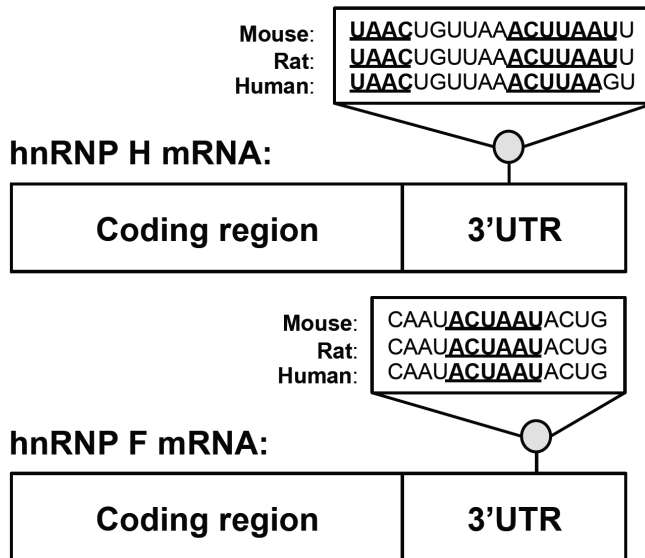 Mouse: UAACUGUUAAACUUAAUU
Rat: UAACUGUUAAACUUAAUU
Human: UAACUGUUAAACUUAAGU
hnRNP H mRNA:
Coding region 3'UTR
Mouse: CAAUACUAAUACUG
Rat: CAAUACUAAUACUG
Human: CAAUACUAAUACUG
hnRNP F mRNA:
Coding region 3'UTR